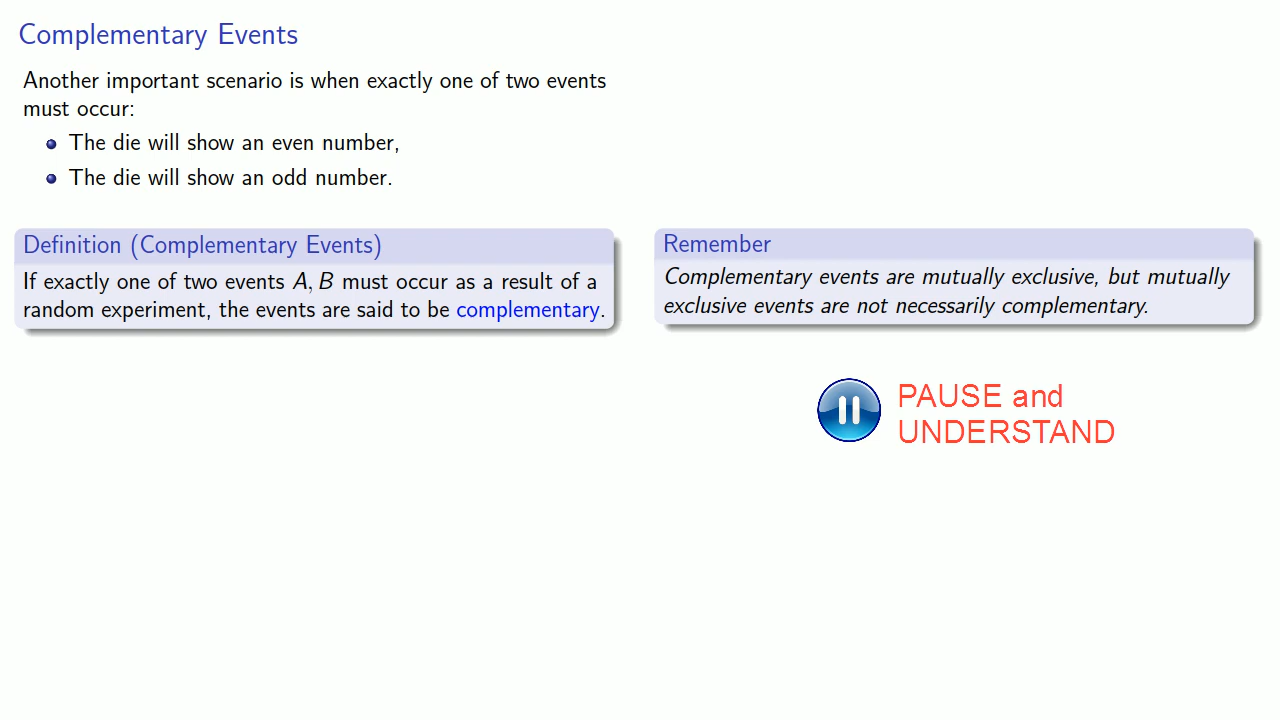 Complementary Events
Another important scenario is when exactly one of two events
must occur:
The die will show an even number,
The die will show an odd number.
Definition (Complementary Events)
If exactly one of two events A, B must occur as a result of a
random experiment, the events are said to be complementary.
Remember
Complementary events are mutually exclusive, but mutually
exclusive events are not necessarily complementary.
PAUSE and
UNDERSTAND